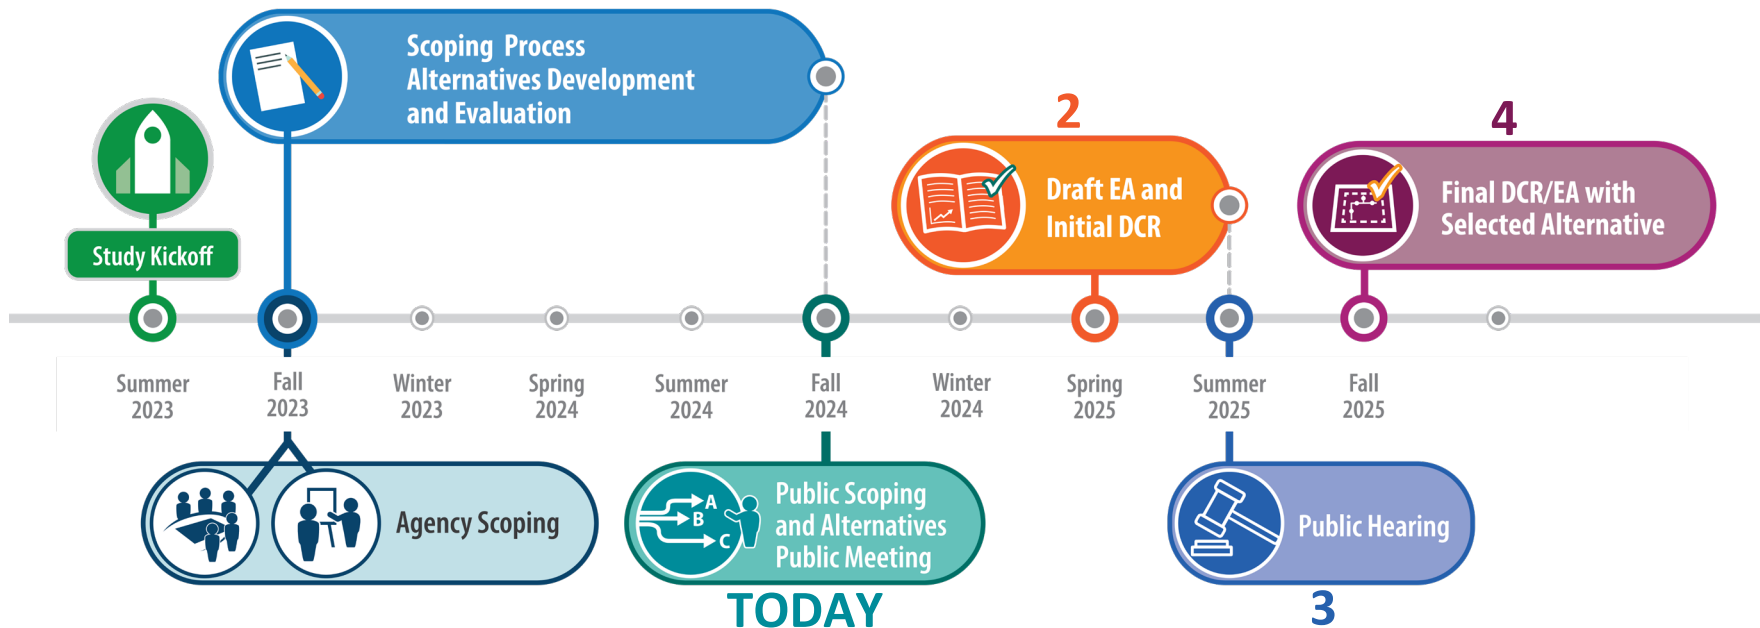 Scoping Process
Alternatives Development
and Evaluation
2
4
Study Kickoff
Draft EA and
Initial DCR
Final DCR/EA with
Selected Alternative
Summer
2023
Fall
2023
Winter
2023
Spring
2024
Summer
2024
Fall
2024
Winter
2024
Spring
2025
Summer
2025
Fall
2025
Agency Scoping
A
B
C
Public Scoping
and Alternatives
Public Meeting
Public Hearing
TODAY
3